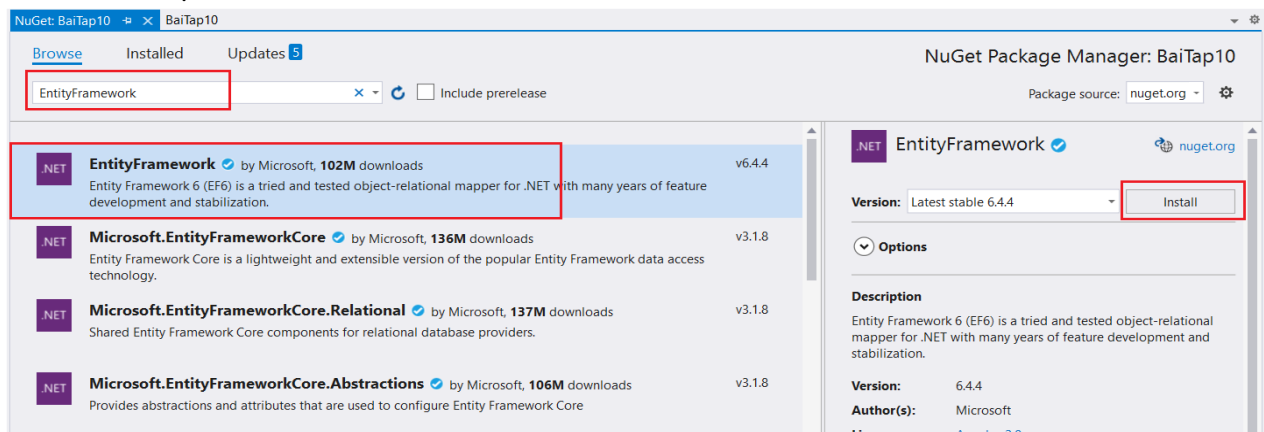 NuGet: BaiTap10 BaiTap10
Browse Installed Updates 5
NuGet Package Manager: BaiTap10
EntityFramework
Include prerelease
Package source: nuget.org
.NET
EntityFramework by Microsoft, 102M downloads v6.4.4
Entity Framework 6 (EF6) is a tried and tested object-relational mapper for .NET with many years of feature
development and stabilization.
.NET
Microsoft.EntityFrameworkCore by Microsoft, 136M downloads v3.1.8
Entity Framework Core is a lightweight and extensible version of the popular Entity Framework data access
technology.
.NET
Microsoft.EntityFrameworkCore.Relational by Microsoft, 137M downloads v3.1.8
Shared Entity Framework Core components for relational database providers.
.NET
Microsoft.EntityFrameworkCore.Abstractions by Microsoft, 106M downloads v3.1.8
Provides abstractions and attributes that are used to configure Entity Framework Core
.NET
EntityFramework nuget.org
Version: Latest stable 6.4.4 Install
Options
Description
Entity Framework 6 (EF6) is a tried and tested object-relational
mapper for .NET with many years of feature development and
stabilization.
Version: 6.4.4
Author(s): Microsoft